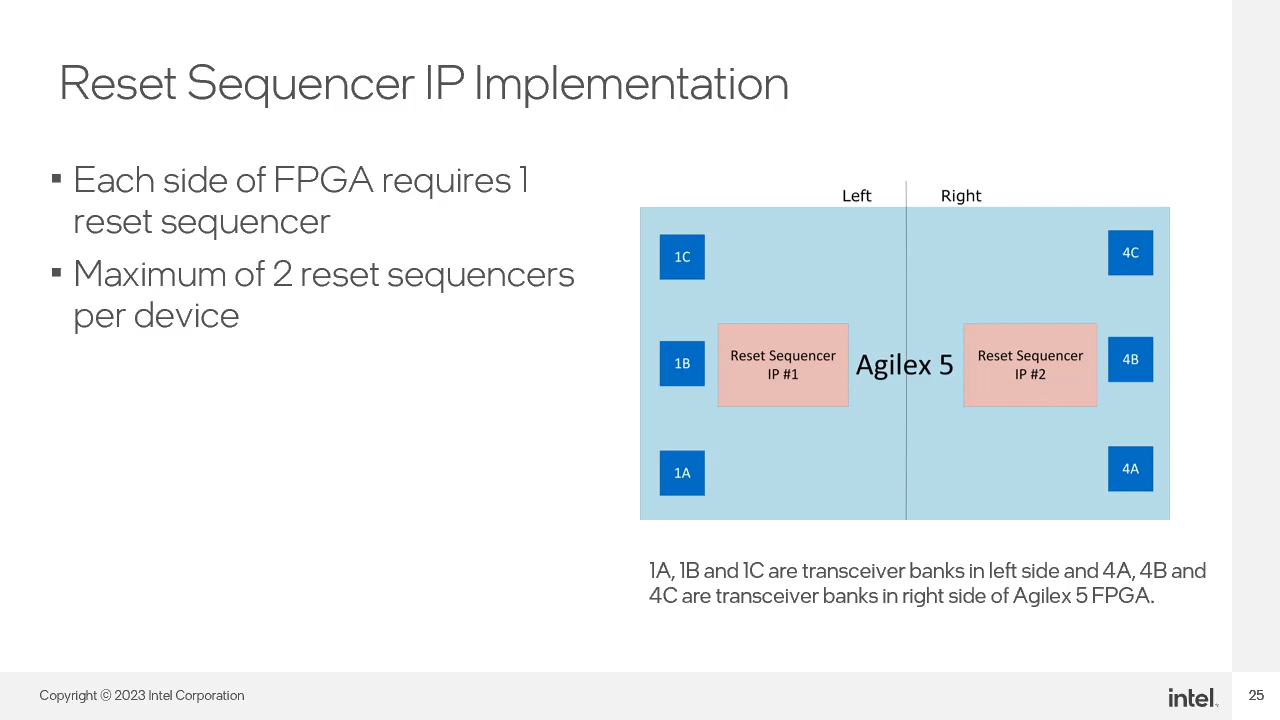 Reset Sequencer IP Implementation
▪ Each side of FPGA requires 1
reset sequencer
▪ Maximum of 2 reset sequencers
per device
Left
Right
1C
4C
1B
Reset Sequencer
IP #1
Agilex 5
Reset Sequencer
IP #2
4B
1A
4A
1A, 1B and 1C are transceiver banks in left side and 4A, 4B and
4C are transceiver banks in right side of Agilex 5 FPGA.
Copyright © 2023 Intel Corporation
intel
25